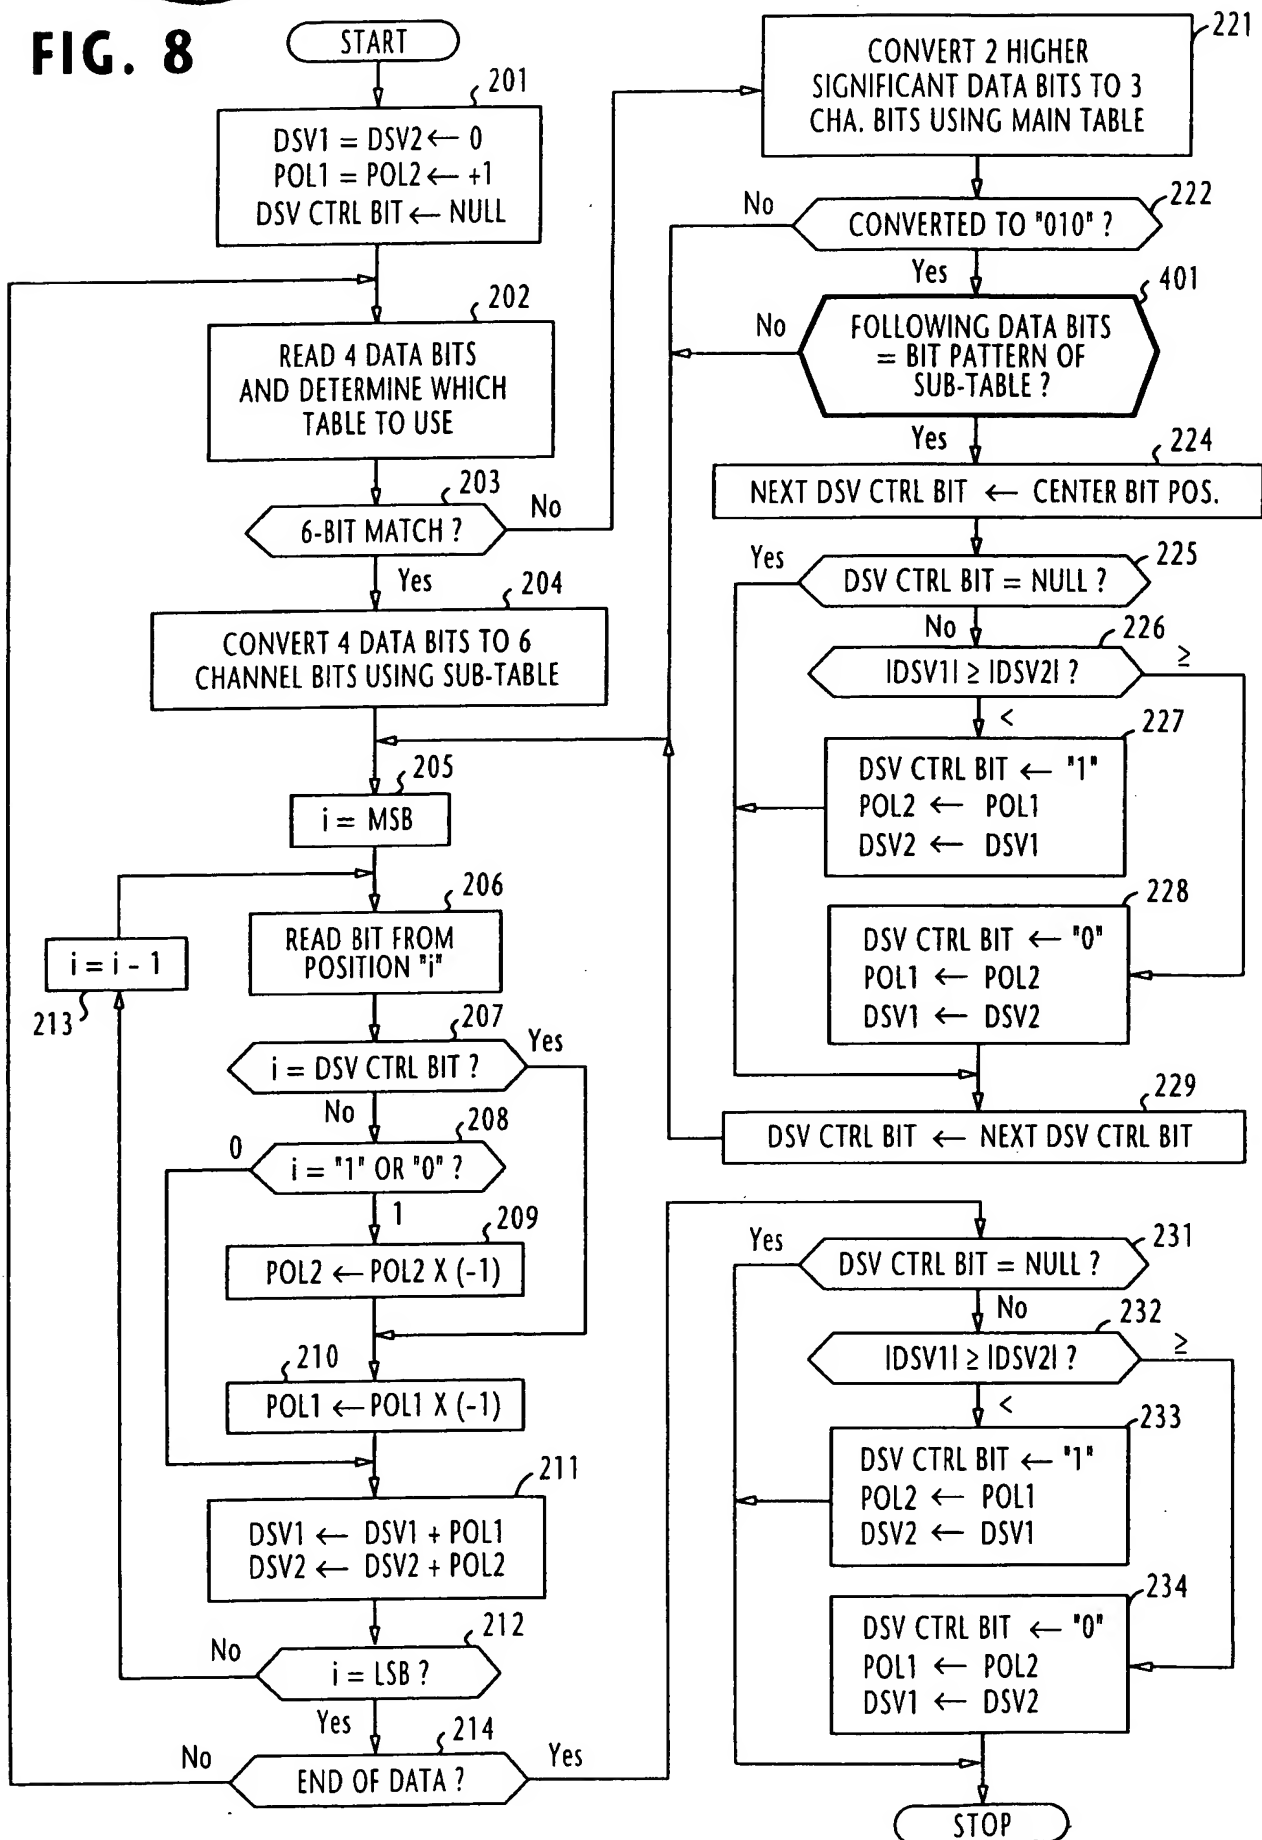 FIG. 8
START
201
DSV1 = DSV2 ← 0
POL1 = POL2 ← +1
DSV CTRL BIT ← NULL
202
READ 4 DATA BITS
AND DETERMINE WHICH
TABLE TO USE
203
6-BIT MATCH ?
No
Yes
204
CONVERT 4 DATA BITS TO 6
CHANNEL BITS USING SUB-TABLE
205
i = MSB
206
READ BIT FROM
POSITION "i"
i = i - 1
213
207
i = DSV CTRL BIT ?
Yes
No
208
i = "1" OR "0" ?
0
1
209
POL2 ← POL2 X (-1)
210
POL1 ← POL1 X (-1)
211
DSV1 ← DSV1 + POL1
DSV2 ← DSV2 + POL2
212
i = LSB ?
No
Yes
214
END OF DATA ?
No
Yes
221
CONVERT 2 HIGHER
SIGNIFICANT DATA BITS TO 3
CHA. BITS USING MAIN TABLE
222
CONVERTED TO "010" ?
No
Yes
401
FOLLOWING DATA BITS
= BIT PATTERN OF
SUB-TABLE ?
No
Yes
224
NEXT DSV CTRL BIT ← CENTER BIT POS.
225
DSV CTRL BIT = NULL ?
Yes
No
226
|DSV1| ≥ |DSV2| ?
≥
<
227
DSV CTRL BIT ← "1"
POL2 ← POL1
DSV2 ← DSV1
228
DSV CTRL BIT ← "0"
POL1 ← POL2
DSV1 ← DSV2
229
DSV CTRL BIT ← NEXT DSV CTRL BIT
231
DSV CTRL BIT = NULL ?
Yes
No
232
|DSV1| ≥ |DSV2| ?
≥
<
233
DSV CTRL BIT ← "1"
POL2 ← POL1
DSV2 ← DSV1
234
DSV CTRL BIT ← "0"
POL1 ← POL2
DSV1 ← DSV2
STOP